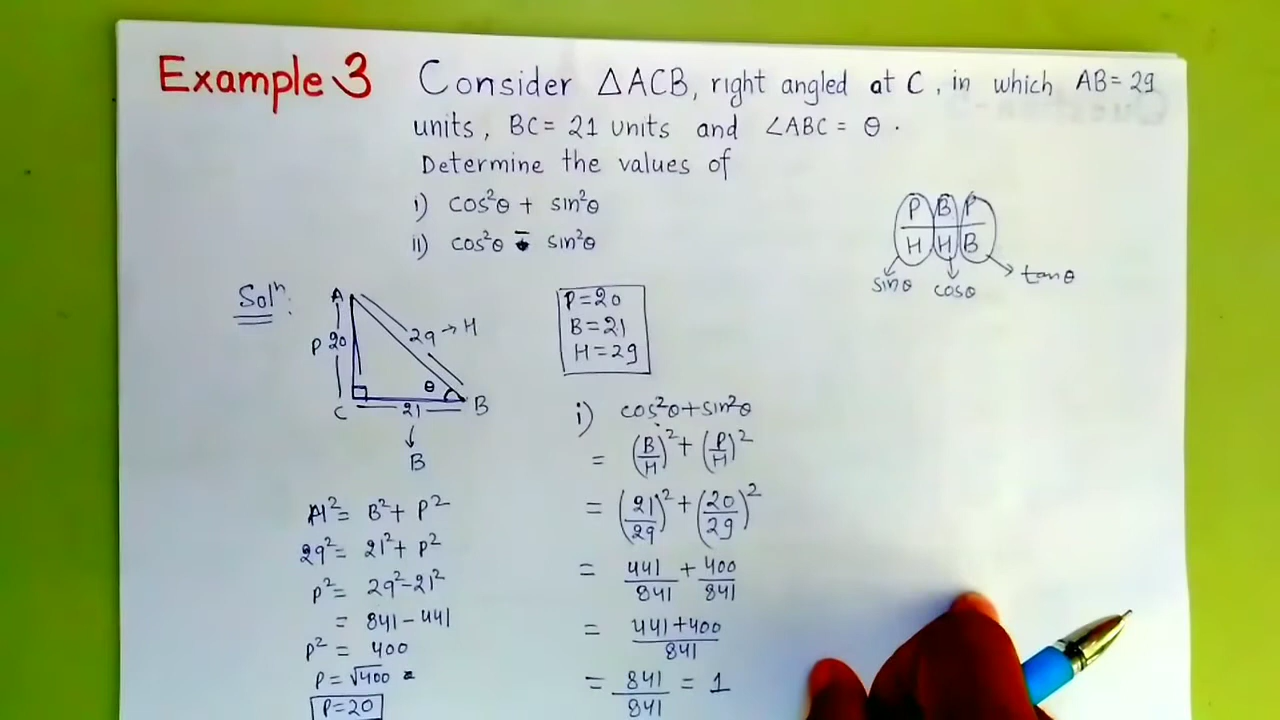 Example 3 Consider △ACB, right angled at C, in which AB = 29
units, BC = 21 units and ∠ABC = θ.
Determine the values of
i) cos²θ + sin²θ
ii) cos²θ - sin²θ
P B P
H H B
sinθ cosθ tanθ
Solⁿ:
A
P 20
29 → H
θ
C 21 B
↓
B
H² = B² + P²
29² = 21² + P²
P² = 29² - 21²
= 841 - 441
P² = 400
P = √400
P = 20
P = 20
B = 21
H = 29
i) cos²θ + sin²θ
= (B/H)² + (P/H)²
= (21/29)² + (20/29)²
= 441/841 + 400/841
= 441 + 400/841
= 841/841 = 1